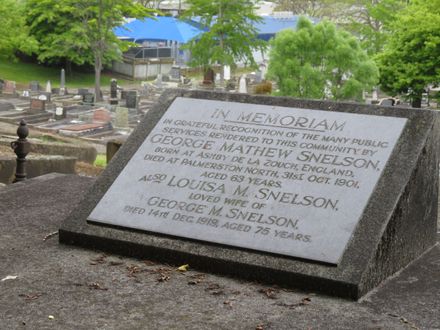 IN MEMORIAM
IN GRATEFUL RECOGNITION OF THE MANY PUBLIC
SERVICES RENDERED TO THIS COMMUNITY BY
GEORGE MATHEW SNELSON,
BORN AT ASHBY DE LA ZOUCH, ENGLAND,
DIED AT PALMERSTON NORTH, 31ST OCT. 1901,
AGED 63 YEARS.
ALSO LOUISA M. SNELSON,
LOVED WIFE OF
GEORGE M. SNELSON,
DIED 14TH DEC. 1919, AGED 75 YEARS.